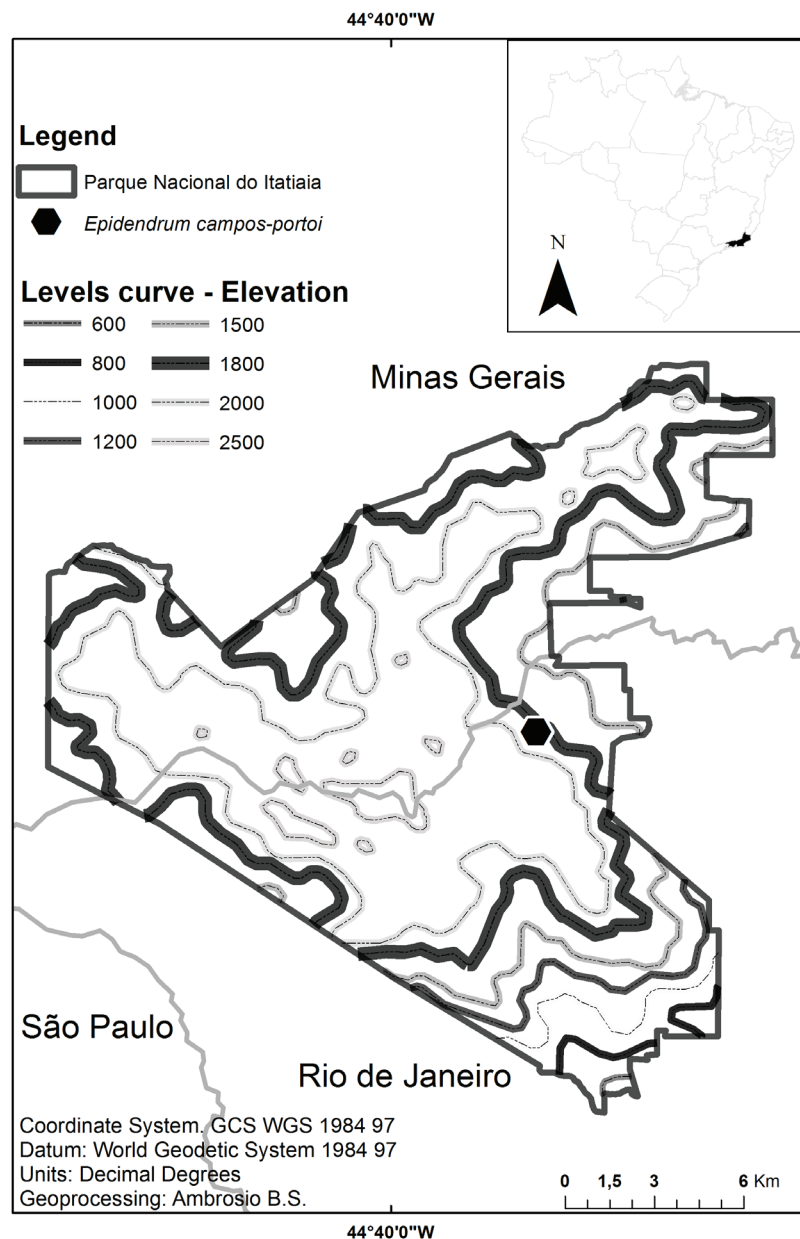 44°40'0"W
Legend
Parque Nacional do Itatiaia
Epidendrum campos-portoi
N
Levels curve - Elevation
600 1500
800 1800
1000 2000
1200 2500
Minas Gerais
São Paulo
Rio de Janeiro
Coordinate System. GCS WGS 1984 97
Datum: World Geodetic System 1984 97
Units: Decimal Degrees
Geoprocessing: Ambrosio B.S.
0 1,5 3 6 Km
44°40'0"W